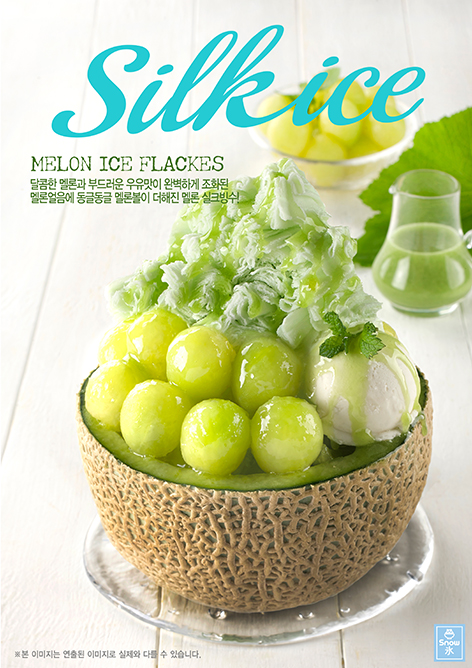 Silk ice
MELON ICE FLACKES
달콤한 멜론과 부드러운 우유맛이 완벽하게 조화된
멜론얼음에 동글동글 멜론볼이 더해진 멜론 실크빙수!
Snow
氷
※본 이미지는 연출된 이미지로 실제와 다를 수 있습니다.